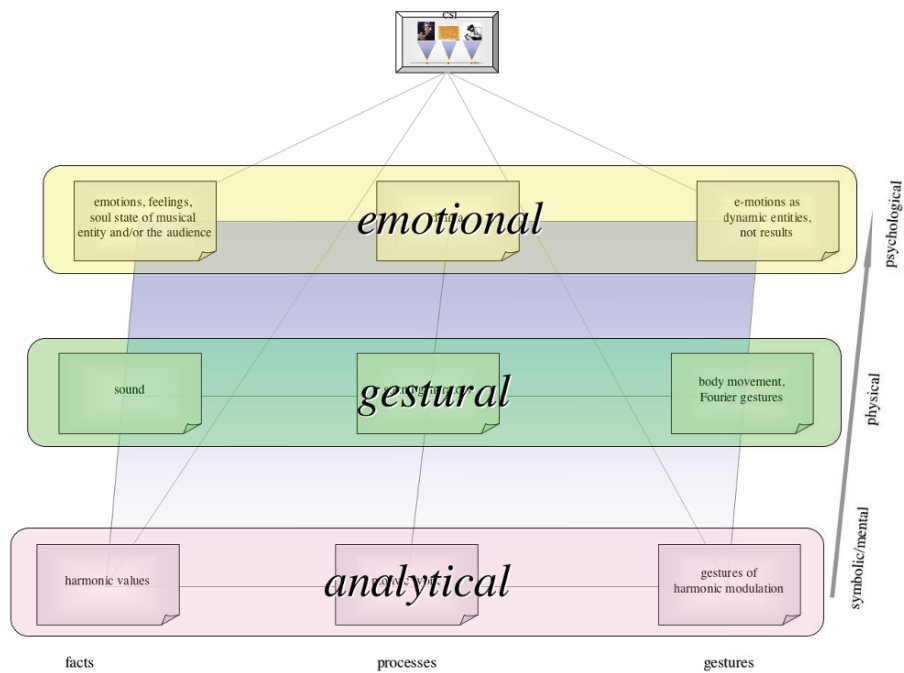 CSI
emotions, feelings,
soul state of musical
entity and/or the audience
emotional
e-motions as
dynamic entities,
not results
psychological
sound
gestural
body movement,
Fourier gestures
physical
harmonic values
analytical
gestures of
harmonic modulation
symbolic/mental
facts
processes
gestures